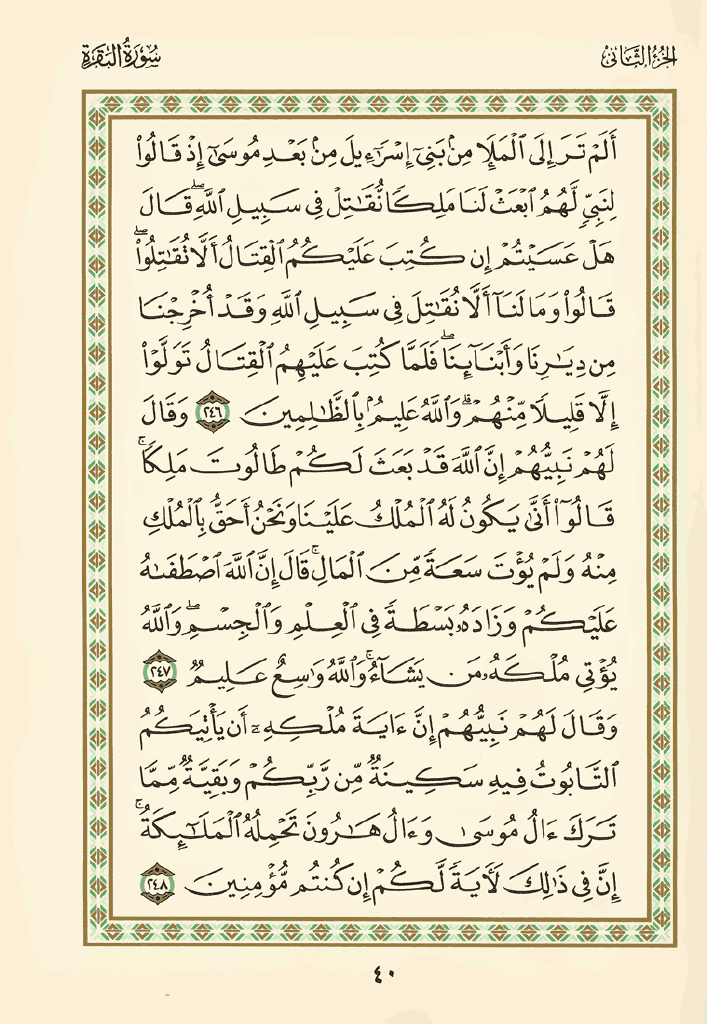 الجزء الثاني
سورة البقرة
أَلَمْ تَرَ إِلَى ٱلْمَلَإِ مِنۢ بَنِىٓ إِسْرَٰٓءِيلَ مِنۢ بَعْدِ مُوسَىٰٓ إِذْ قَالُوا۟
لِنَبِىٍّ لَّهُمُ ٱبْعَثْ لَنَا مَلِكًا نُّقَٰتِلْ فِى سَبِيلِ ٱللَّهِ ۖ قَالَ
هَلْ عَسَيْتُمْ إِن كُتِبَ عَلَيْكُمُ ٱلْقِتَالُ أَلَّا تُقَٰتِلُوا۟ ۖ
قَالُوا۟ وَمَا لَنَآ أَلَّا نُقَٰتِلَ فِى سَبِيلِ ٱللَّهِ وَقَدْ أُخْرِجْنَا
مِن دِيَٰرِنَا وَأَبْنَآئِنَا ۖ فَلَمَّا كُتِبَ عَلَيْهِمُ ٱلْقِتَالُ تَوَلَّوْا۟
إِلَّا قَلِيلًا مِّنْهُمْ ۗ وَٱللَّهُ عَلِيمٌۢ بِٱلظَّٰلِمِينَ ٢٤٦ وَقَالَ
لَهُمْ نَبِيُّهُمْ إِنَّ ٱللَّهَ قَدْ بَعَثَ لَكُمْ طَالُوتَ مَلِكًا ۚ
قَالُوٓا۟ أَنَّىٰ يَكُونُ لَهُ ٱلْمُلْكُ عَلَيْنَا وَنَحْنُ أَحَقُّ بِٱلْمُلْكِ
مِنْهُ وَلَمْ يُؤْتَ سَعَةً مِّنَ ٱلْمَالِ ۚ قَالَ إِنَّ ٱللَّهَ ٱصْطَفَىٰهُ
عَلَيْكُمْ وَزَادَهُۥ بَسْطَةً فِى ٱلْعِلْمِ وَٱلْجِسْمِ ۖ وَٱللَّهُ
يُؤْتِى مُلْكَهُۥ مَن يَشَآءُ ۚ وَٱللَّهُ وَٰسِعٌ عَلِيمٌ ٢٤٧
وَقَالَ لَهُمْ نَبِيُّهُمْ إِنَّ ءَايَةَ مُلْكِهِۦٓ أَن يَأْتِيَكُمُ
ٱلتَّابُوتُ فِيهِ سَكِينَةٌ مِّن رَّبِّكُمْ وَبَقِيَّةٌ مِّمَّا
تَرَكَ ءَالُ مُوسَىٰ وَءَالُ هَٰرُونَ تَحْمِلُهُ ٱلْمَلَٰٓئِكَةُ ۚ
إِنَّ فِى ذَٰلِكَ لَءَايَةً لَّكُمْ إِن كُنتُم مُّؤْمِنِينَ ٢٤٨
٤٠